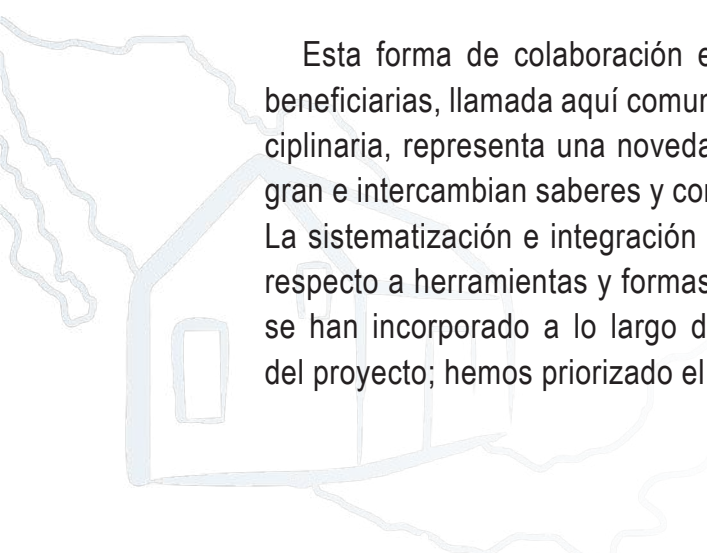 Esta forma de colaboración e
beneficiarias, llamada aquí comun
ciplinaria, representa una noveda
gran e intercambian saberes y con
La sistematización e integración
respecto a herramientas y formas
se han incorporado a lo largo d
del proyecto; hemos priorizado el